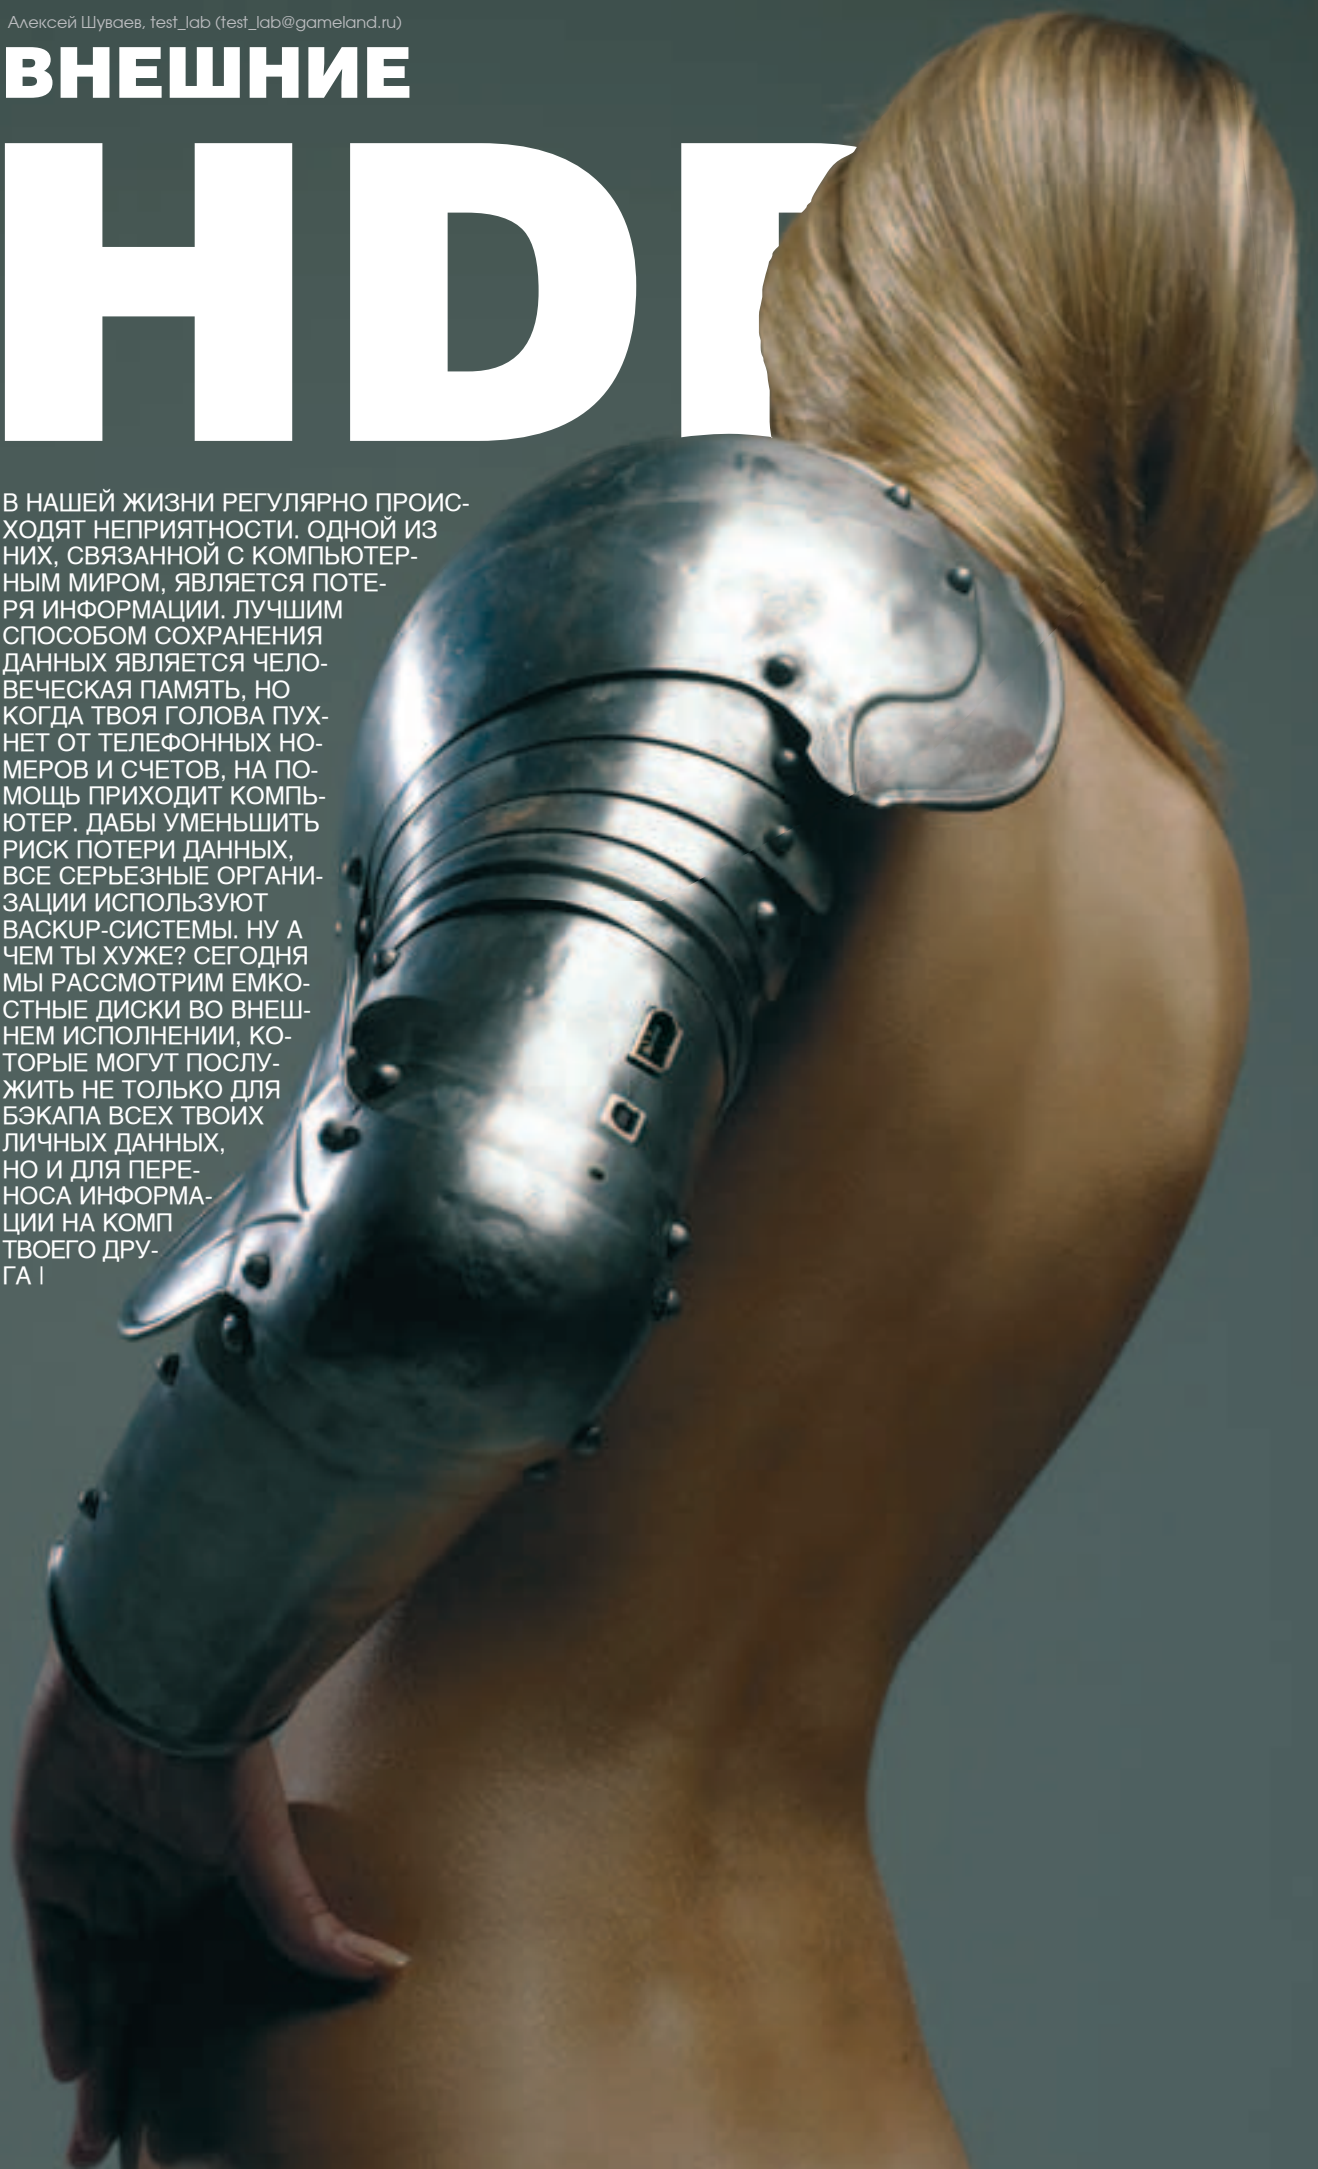 Алексей Шуваев, test_lab (test_lab@gameland.ru)
ВНЕШНИЕ
HD
В НАШЕЙ ЖИЗНИ РЕГУЛЯРНО ПРОИС-
ХОДЯТ НЕПРИЯТНОСТИ. ОДНОЙ ИЗ
НИХ, СВЯЗАННОЙ С КОМПЬЮТЕР-
НЫМ МИРОМ, ЯВЛЯЕТСЯ ПОТЕ-
РЯ ИНФОРМАЦИИ. ЛУЧШИМ
СПОСОБОМ СОХРАНЕНИЯ
ДАННЫХ ЯВЛЯЕТСЯ ЧЕЛО-
ВЕЧЕСКАЯ ПАМЯТЬ, НО
КОГДА ТВОЯ ГОЛОВА ПУХ-
НЕТ ОТ ТЕЛЕФОННЫХ НО-
МЕРОВ И СЧЕТОВ, НА ПО-
МОЩЬ ПРИХОДИТ КОМПЬ-
ЮТЕР. ДАБЫ УМЕНЬШИТЬ
РИСК ПОТЕРИ ДАННЫХ,
ВСЕ СЕРЬЕЗНЫЕ ОРГАНИ-
ЗАЦИИ ИСПОЛЬЗУЮТ
BACKUP-СИСТЕМЫ. НУ А
ЧЕМ ТЫ ХУЖЕ? СЕГОДНЯ
МЫ РАССМОТРИМ ЕМКО-
СТНЫЕ ДИСКИ ВО ВНЕШ-
НЕМ ИСПОЛНЕНИИ, КО-
ТОРЫЕ МОГУТ ПОСЛУ-
ЖИТЬ НЕ ТОЛЬКО ДЛЯ
БЭКАПА ВСЕХ ТВОИХ
ЛИЧНЫХ ДАННЫХ,
НО И ДЛЯ ПЕРЕ-
НОСА ИНФОРМА-
ЦИИ НА КОМП
ТВОЕГО ДРУ-
ГА |